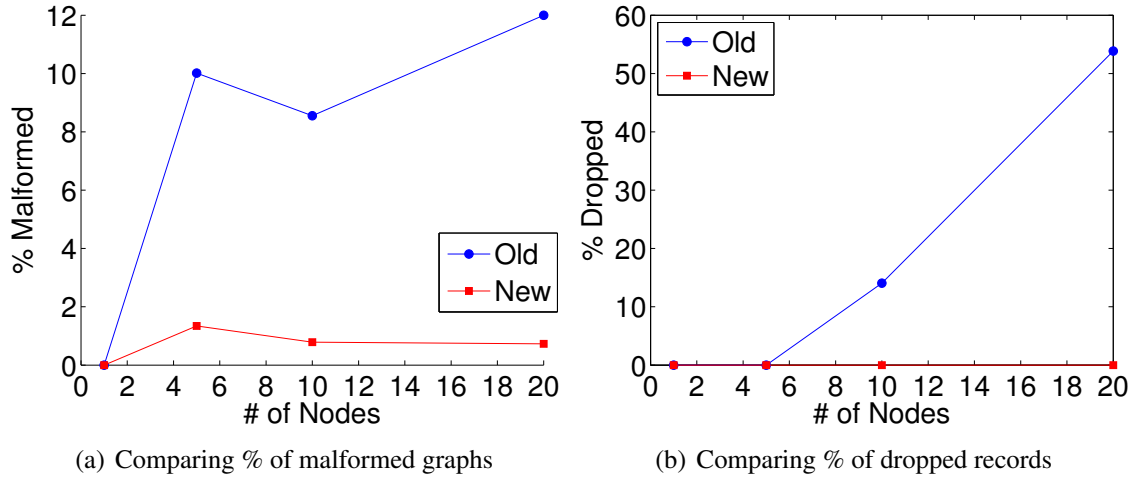 12
10
8
6
4
2
0
% Malformed
Old
New
0 2 4 6 8 10 12 14 16 18 20
# of Nodes
(a) Comparing % of malformed graphs
60
50
40
30
20
10
0
% Dropped
Old
New
0 2 4 6 8 10 12 14 16 18 20
# of Nodes
(b) Comparing % of dropped records